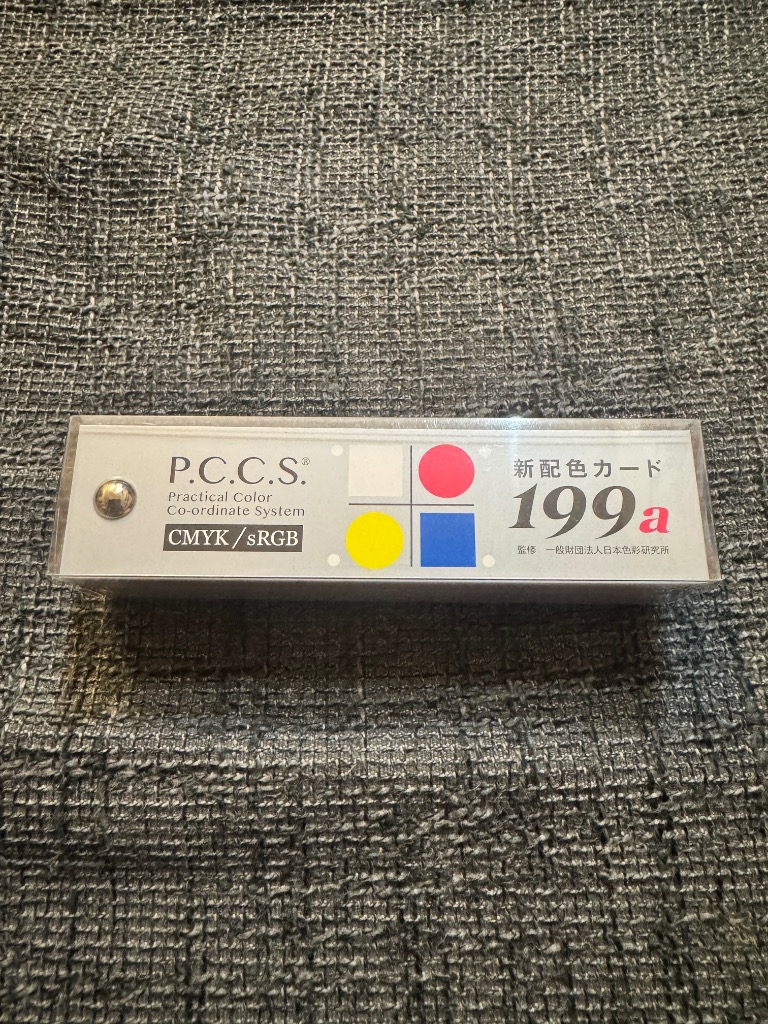 P.C.C.S.®
Practical Color
Co-ordinate System
CMYK/sRGB
新配色カード
199a
監修 一般財団法人日本色彩研究所